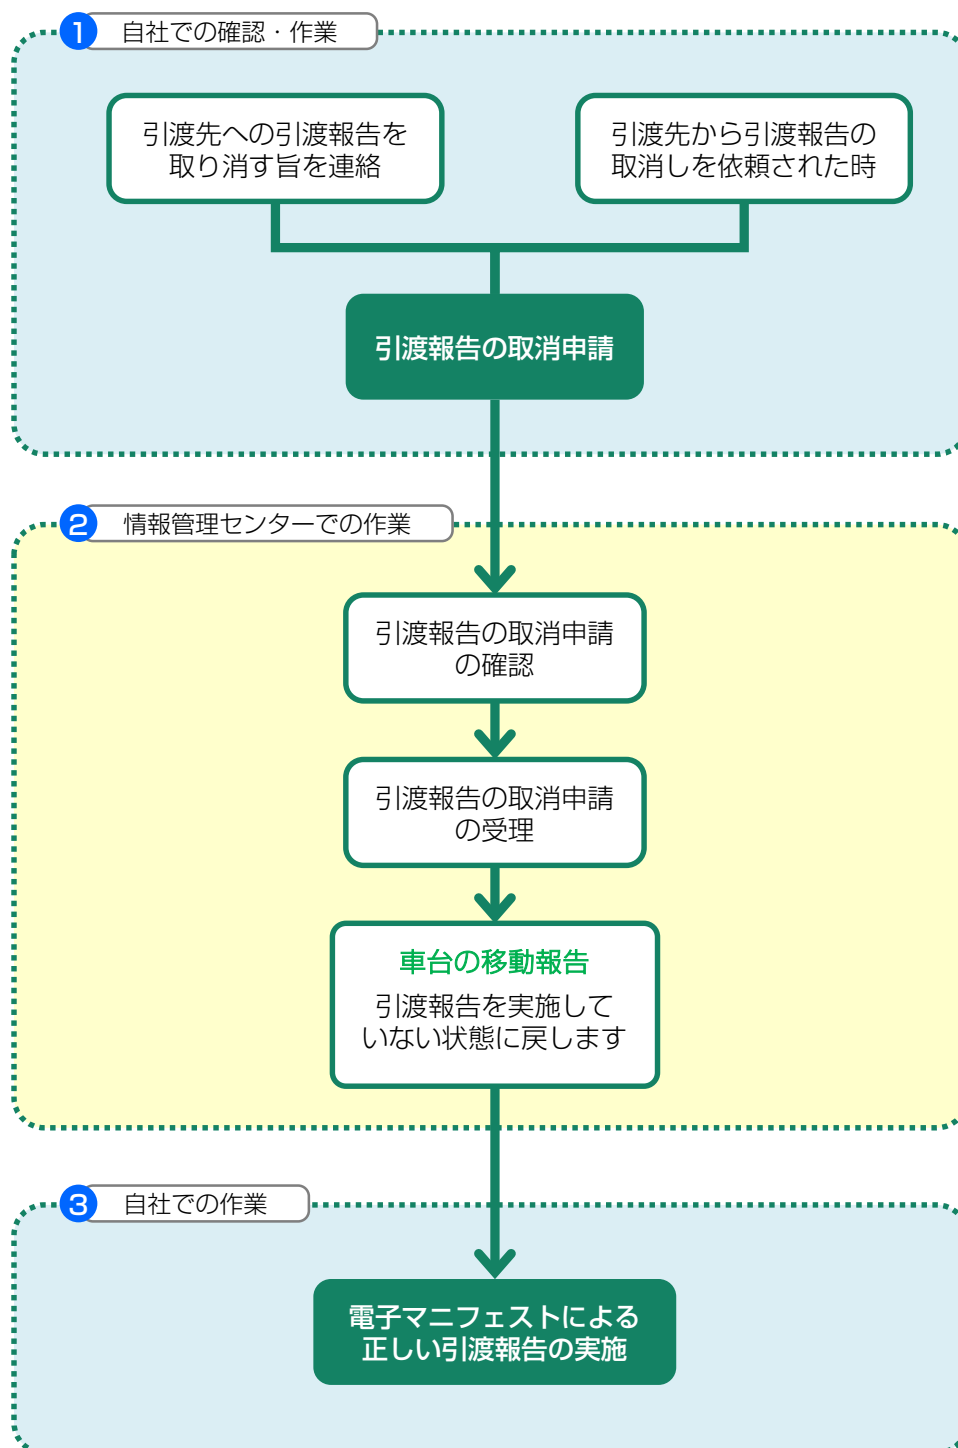 1 自社での確認・作業
引渡先への引渡報告を
取り消す旨を連絡
引渡先から引渡報告の
取消しを依頼された時
引渡報告の取消申請
2 情報管理センターでの作業
引渡報告の取消申請
の確認
引渡報告の取消申請
の受理
車台の移動報告
引渡報告を実施して
いない状態に戻します
3 自社での作業
電子マニフェストによる
正しい引渡報告の実施